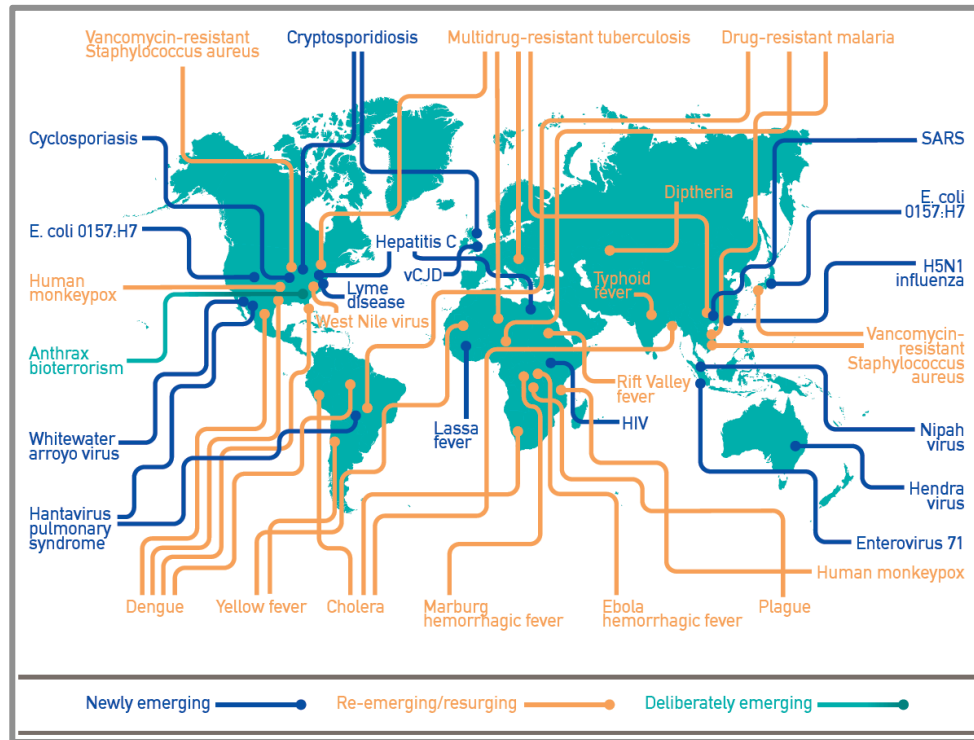 Vancomycin-resistant
Staphylococcus aureus
Cryptosporidiosis
Multidrug-resistant tuberculosis
Drug-resistant malaria
Cyclosporiasis
SARS
Diptheria
E. coli
0157:H7
E. coli 0157:H7
Hepatitis C
vCJD
H5N1
influenza
Human
monkeypox
Lyme
disease
Typhoid
fever
West Nile virus
Anthrax
bioterrorism
Vancomycin-
resistant
Staphylococcus
aureus
Rift Valley
fever
Whitewater
arroyo virus
Lassa
fever
HIV
Nipah
virus
Hendra
virus
Hantavirus
pulmonary
syndrome
Enterovirus 71
Human monkeypox
Dengue
Yellow fever
Cholera
Marburg
hemorrhagic fever
Ebola
hemorrhagic fever
Plague
Newly emerging
Re-emerging/resurging
Deliberately emerging